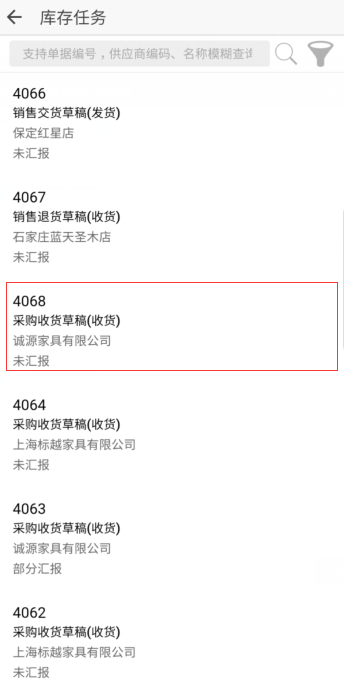 库存任务
支持单据编号，供应商编码、名称模糊查询
4066
销售交货草稿(发货)
保定红星店
未汇报
4067
销售退货草稿(收货)
石家庄蓝天圣木店
未汇报
4068
采购收货草稿(收货)
诚源家具有限公司
未汇报
4064
采购收货草稿(收货)
上海标越家具有限公司
未汇报
4063
采购收货草稿(收货)
诚源家具有限公司
部分汇报
4062
采购收货草稿(收货)
上海标越家具有限公司
未汇报